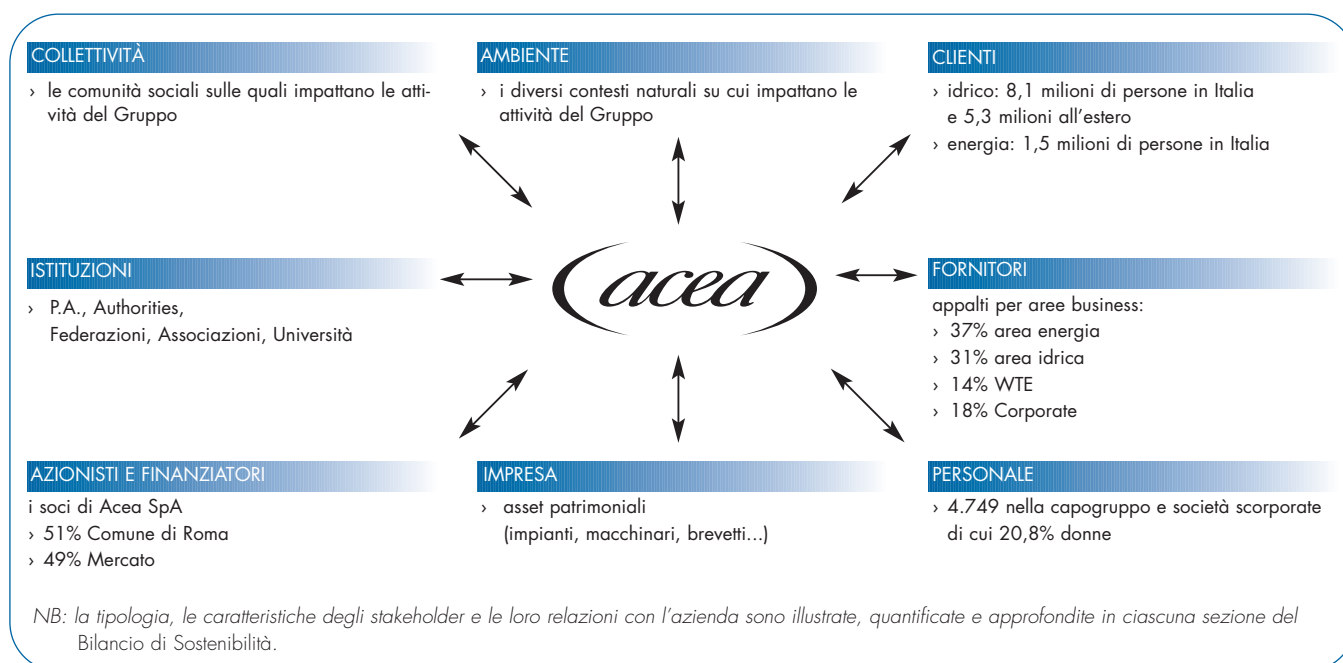 COLLETTIVITÀ
› le comunità sociali sulle quali impattano le atti-
vità del Gruppo
AMBIENTE
› i diversi contesti naturali su cui impattano le
attività del Gruppo
CLIENTI
› idrico: 8,1 milioni di persone in Italia
e 5,3 milioni all'estero
› energia: 1,5 milioni di persone in Italia
ISTITUZIONI
› P.A., Authorities,
Federazioni, Associazioni, Università
acea
FORNITORI
appalti per aree business:
› 37% area energia
› 31% area idrica
› 14% WTE
› 18% Corporate
AZIONISTI E FINANZIATORI
i soci di Acea SpA
› 51% Comune di Roma
› 49% Mercato
IMPRESA
› asset patrimoniali
(impianti, macchinari, brevetti...)
PERSONALE
› 4.749 nella capogruppo e società scorporate
di cui 20,8% donne
NB: la tipologia, le caratteristiche degli stakeholder e le loro relazioni con l'azienda sono illustrate, quantificate e approfondite in ciascuna sezione del
Bilancio di Sostenibilità.